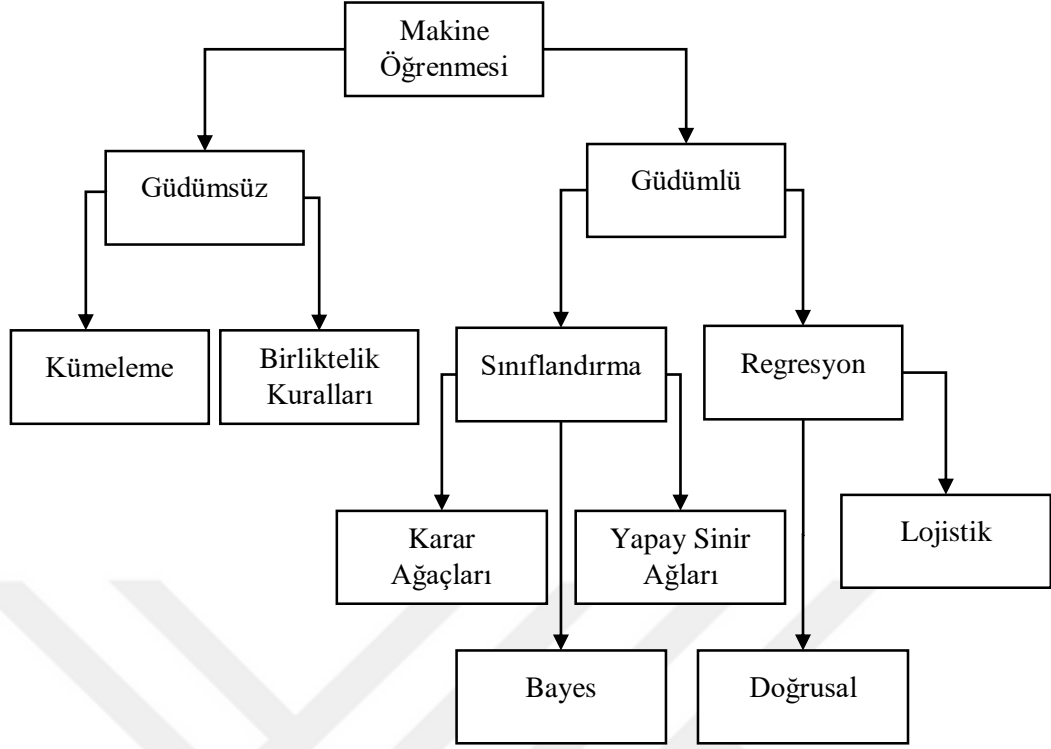 Makine
Öğrenmesi
Güdümsüz
Güdümlü
Kümeleme
Birliktelik
Kuralları
Sınıflandırma
Regresyon
Karar
Ağaçları
Yapay Sinir
Ağları
Lojistik
Bayes
Doğrusal